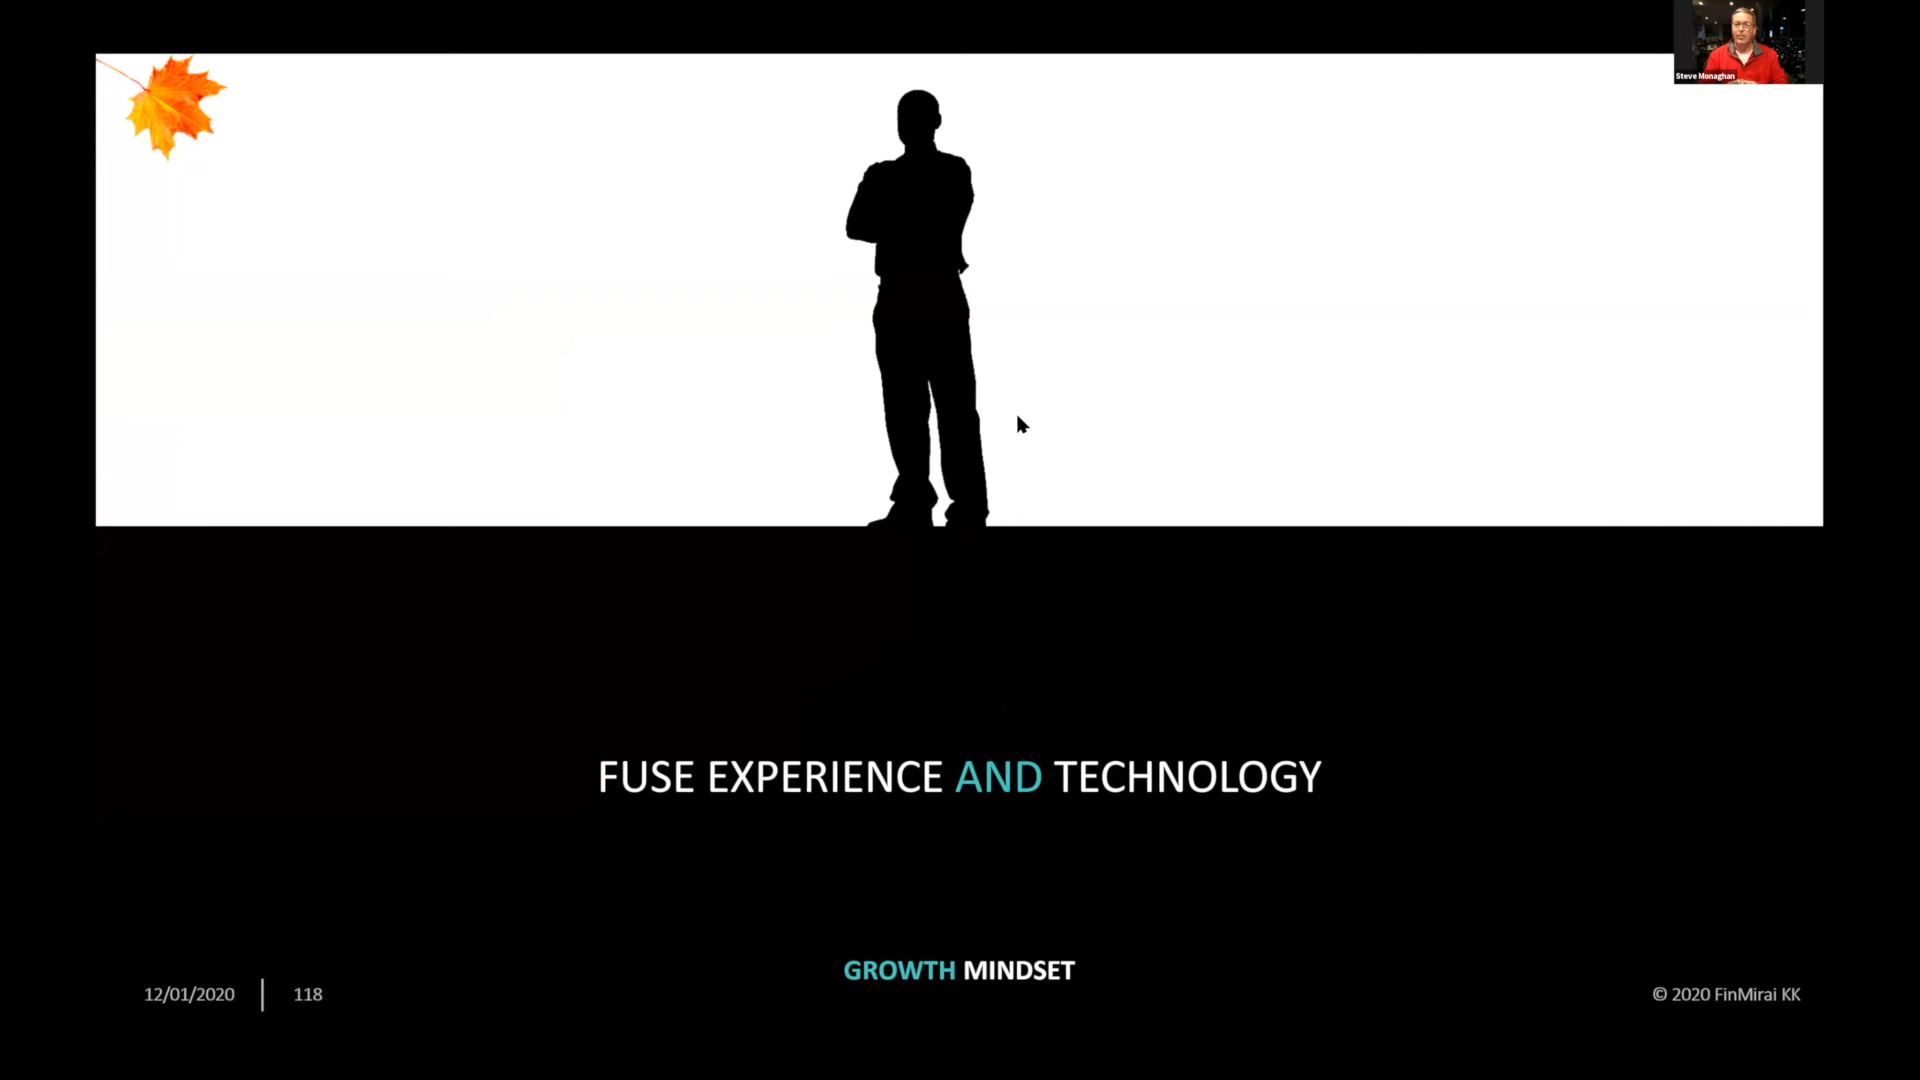 Steve Monaghan
FUSE EXPERIENCE AND TECHNOLOGY
GROWTH MINDSET
12/01/2020
118
© 2020 FinMirai KK